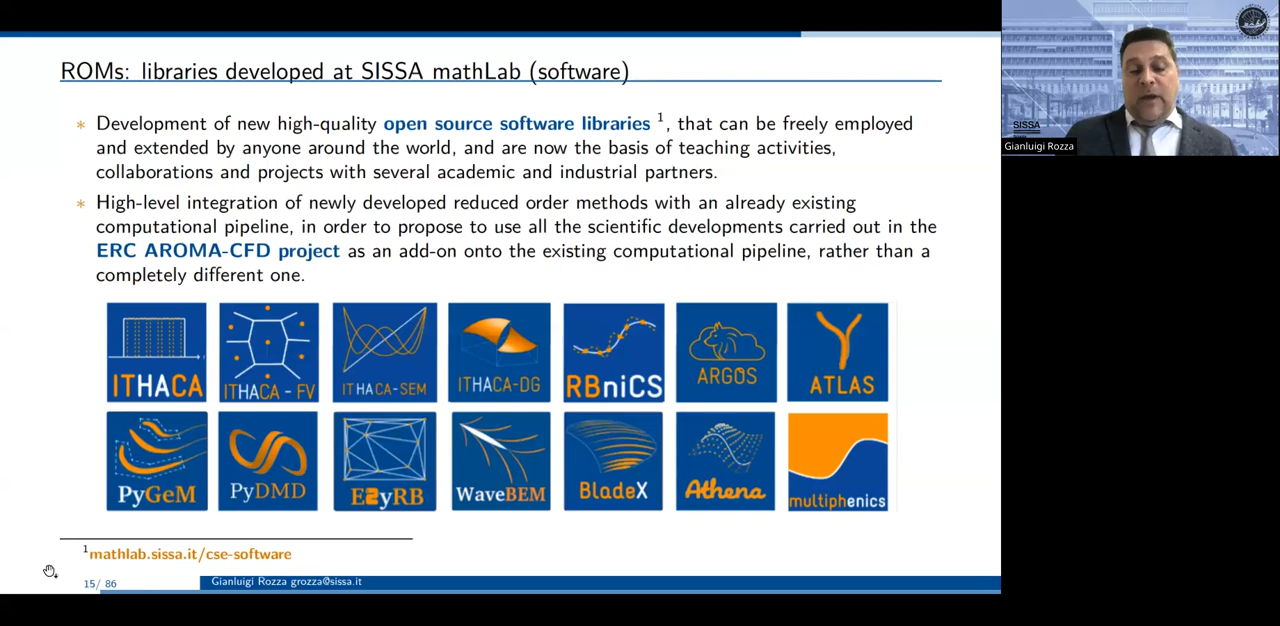 ROMs: libraries developed at SISSA mathLab (software)
* Development of new high-quality open source software libraries 1, that can be freely employed
and extended by anyone around the world, and are now the basis of teaching activities,
collaborations and projects with several academic and industrial partners.
* High-level integration of newly developed reduced order methods with an already existing
computational pipeline, in order to propose to use all the scientific developments carried out in the
ERC AROMA-CFD project as an add-on onto the existing computational pipeline, rather than a
completely different one.
ITHACA
ITHACA - FV
ITHACA-SEM
ITHACA-DG
RBniCS
ARGOS
ATLAS
PyGeM
PyDMD
EZyRB
WaveBEM
BladeX
Athena
multiphenics
1mathlab.sissa.it/cse-software
15/ 86
Gianluigi Rozza grozza@sissa.it
SISSA
Gianluigi Rozza